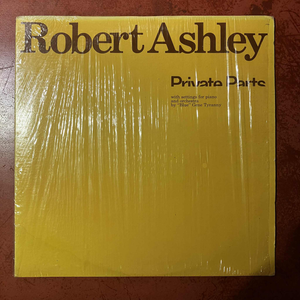 Robert Ashley
Private Parts
with settings for piano
and orchestra
by "Blue" Gene Tyranny